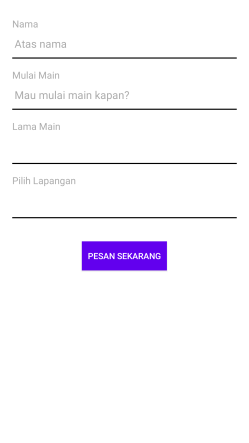 Nama
Atas nama
Mulai Main
Mau mulai main kapan?
Lama Main
Pilih Lapangan
PESAN SEKARANG